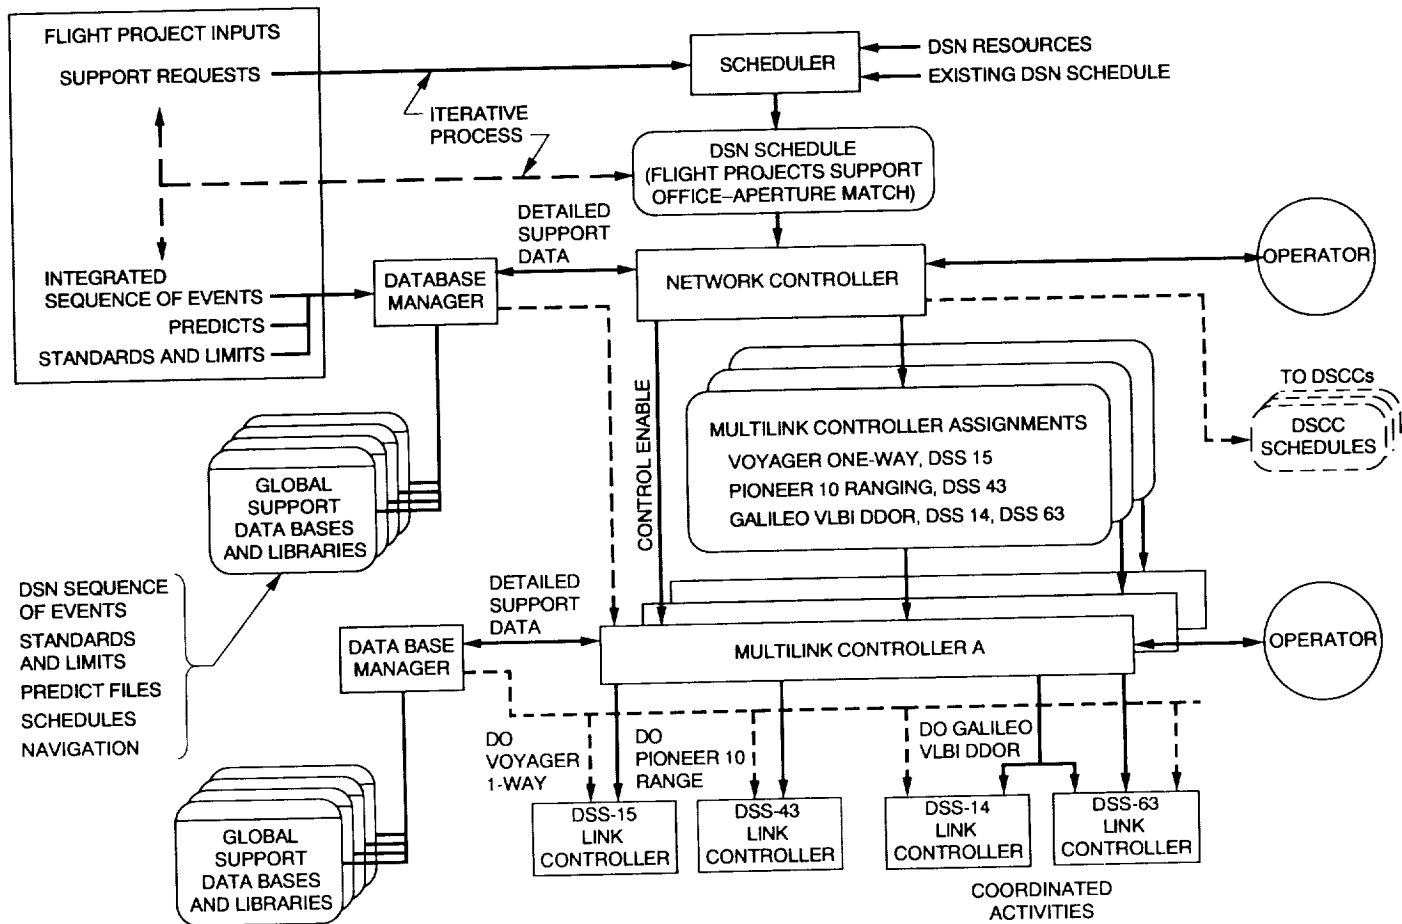 FLIGHT PROJECT INPUTS
SUPPORT REQUESTS
INTEGRATED
SEQUENCE OF EVENTS
PREDICTS
STANDARDS AND LIMITS
ITERATIVE
PROCESS
SCHEDULER
DSN RESOURCES
EXISTING DSN SCHEDULE
DSN SCHEDULE
(FLIGHT PROJECTS SUPPORT
OFFICE–APERTURE MATCH)
DETAILED
SUPPORT
DATA
DATABASE
MANAGER
NETWORK CONTROLLER
OPERATOR
CONTROL ENABLE
MULTILINK CONTROLLER ASSIGNMENTS
VOYAGER ONE-WAY, DSS 15
PIONEER 10 RANGING, DSS 43
GALILEO VLBI DDOR, DSS 14, DSS 63
TO DSCCs
DSCC
SCHEDULES
GLOBAL
SUPPORT
DATA BASES
AND LIBRARIES
DSN SEQUENCE
OF EVENTS
STANDARDS
AND LIMITS
PREDICT FILES
SCHEDULES
NAVIGATION
DETAILED
SUPPORT
DATA
DATA BASE
MANAGER
MULTILINK CONTROLLER A
OPERATOR
DO
VOYAGER
1-WAY
DO
PIONEER 10
RANGE
DO GALILEO
VLBI DDOR
GLOBAL
SUPPORT
DATA BASES
AND LIBRARIES
DSS-15
LINK
CONTROLLER
DSS-43
LINK
CONTROLLER
DSS-14
LINK
CONTROLLER
DSS-63
LINK
CONTROLLER
COORDINATED
ACTIVITIES